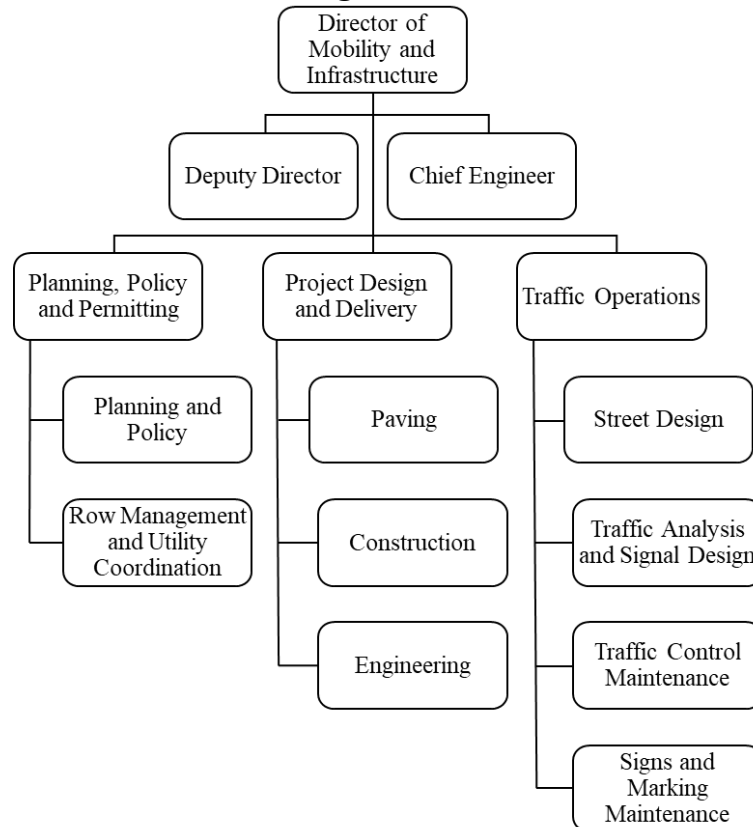 Director of
Mobility and
Infrastructure
Deputy Director
Chief Engineer
Planning, Policy
and Permitting
Project Design
and Delivery
Traffic Operations
Planning and
Policy
Paving
Street Design
Row Management
and Utility
Coordination
Construction
Traffic Analysis
and Signal Design
Engineering
Traffic Control
Maintenance
Signs and
Marking
Maintenance